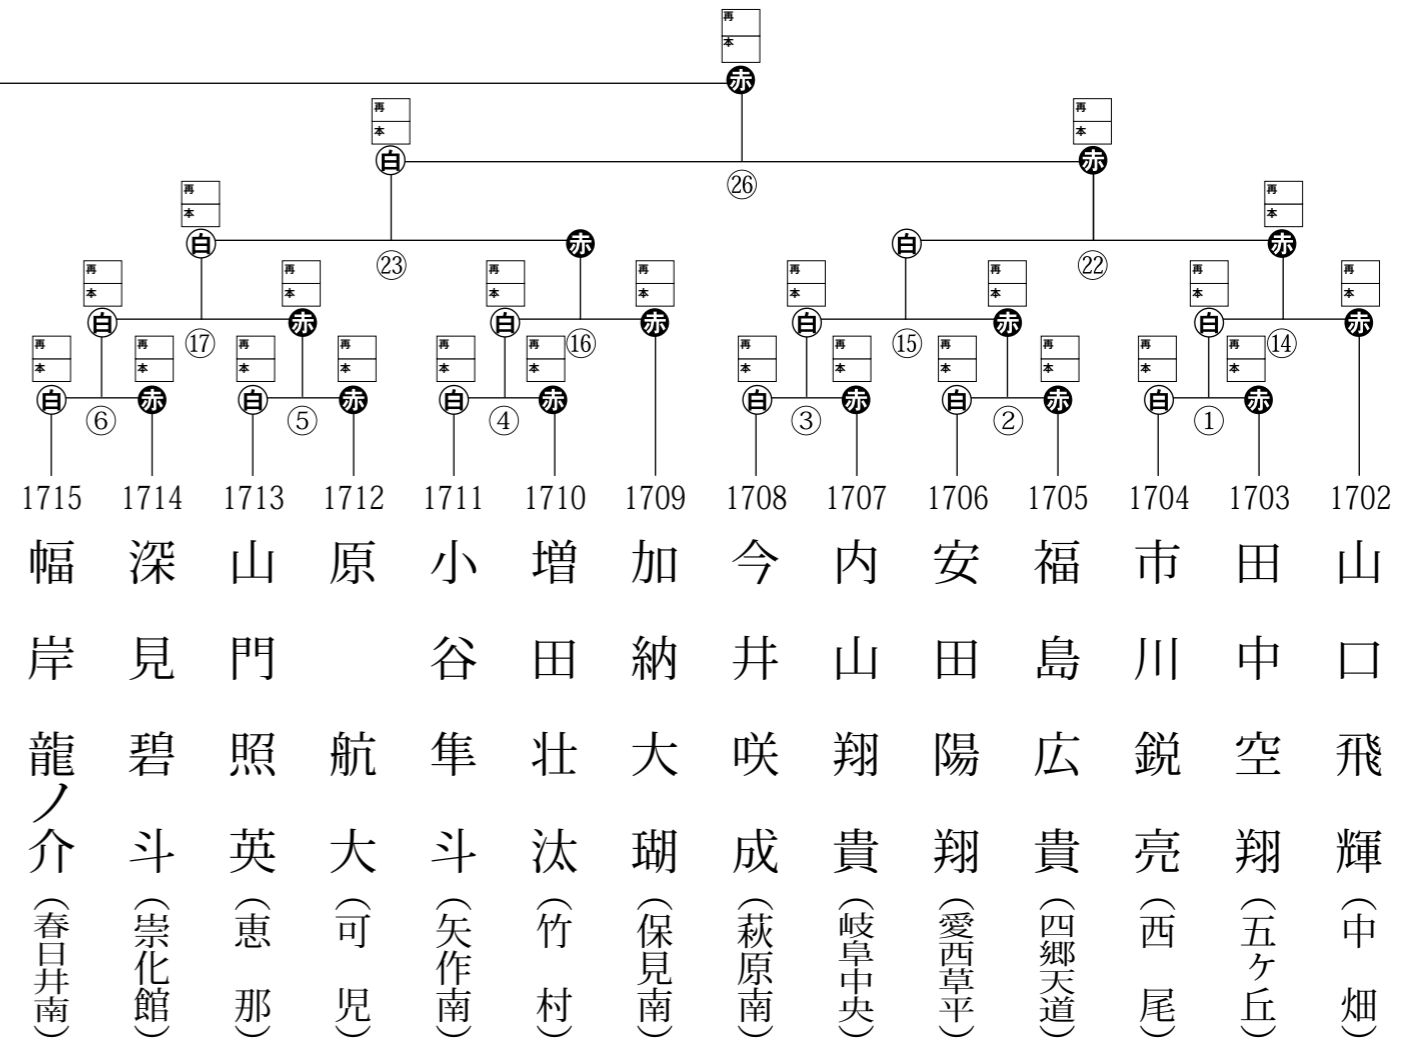 再
本
赤
再 再
本 本
白 赤
㉖
再 再
本 本
白 赤 白 赤
㉓ ㉒
再 再 再 再 再 再 再 再
本 本 本 本 本 本 本 本
白 赤 白 赤 白 赤 白 赤
⑰ ⑯ ⑮ ⑭
再 再 再 再 再 再 再 再 再 再 再 再
本 本 本 本 本 本 本 本 本 本 本 本
白 赤 白 赤 白 赤 白 赤 白 赤 白 赤
⑥ ⑤ ④ ③ ② ①
1702 山口飛輝(中畑)
1703 田中空翔(五ヶ丘)
1704 市川鋭亮(西尾)
1705 福島広貴(四郷天道)
1706 安田陽翔(愛西草平)
1707 内山翔貴(岐阜中央)
1708 今井咲成(萩原南)
1709 加納大瑚(保見南)
1710 増田壮汰(竹村)
1711 小谷隼斗(矢作南)
1712 原 航大(可児)
1713 山門照英(恵那)
1714 深見碧斗(崇化館)
1715 幅岸龍ノ介(春日井南)